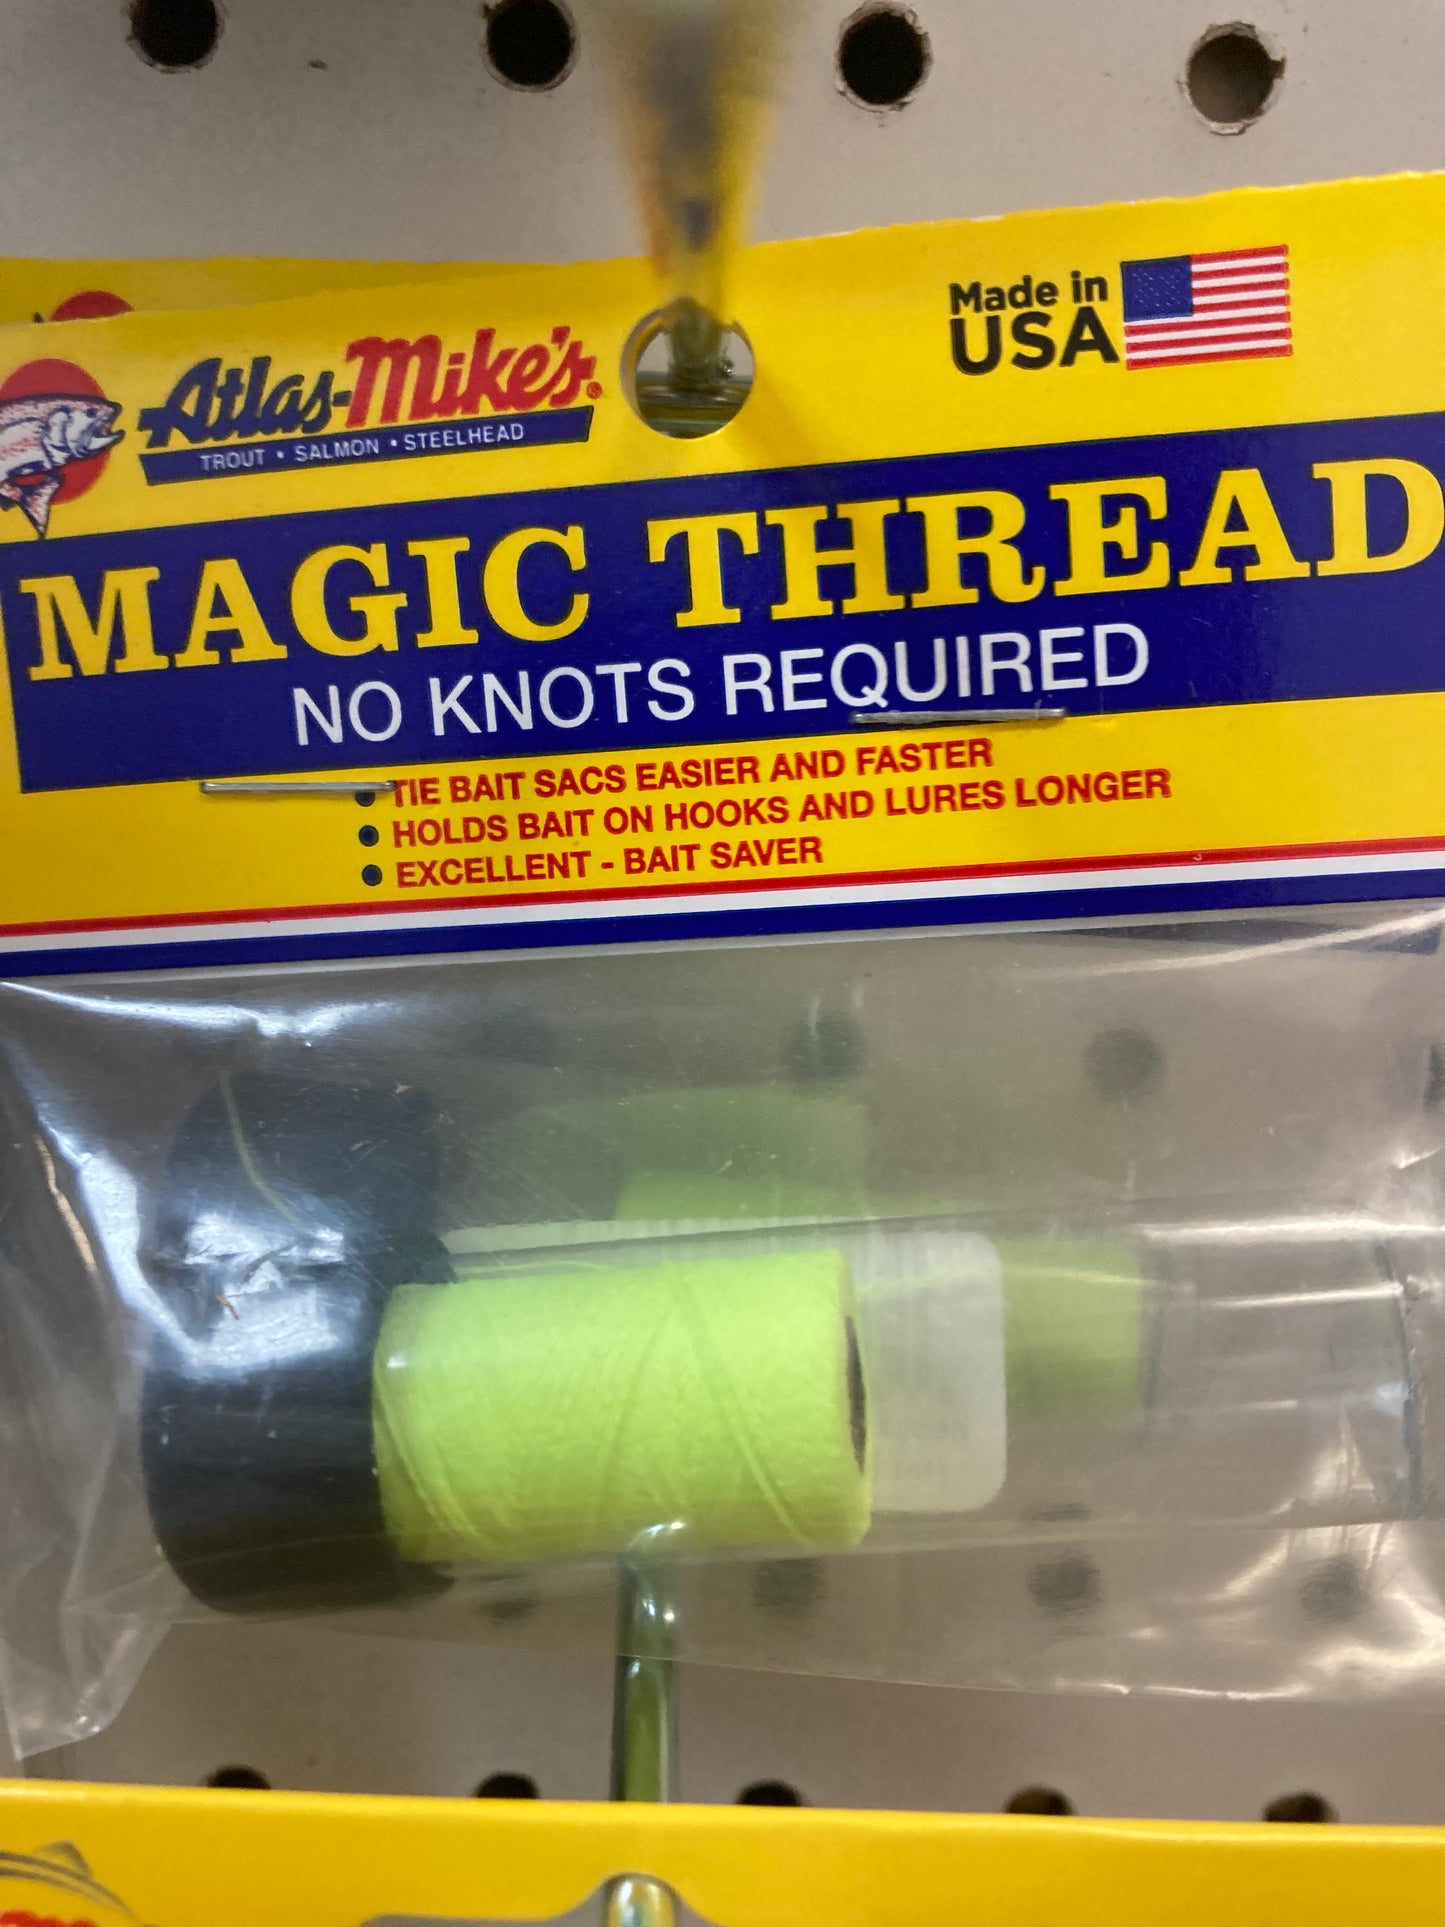 Atlas-Mike's®
TROUT • SALMON • STEELHEAD
Made in
USA
MAGIC THREAD
NO KNOTS REQUIRED
• TIE BAIT SACS EASIER AND FASTER
• HOLDS BAIT ON HOOKS AND LURES LONGER
• EXCELLENT - BAIT SAVER